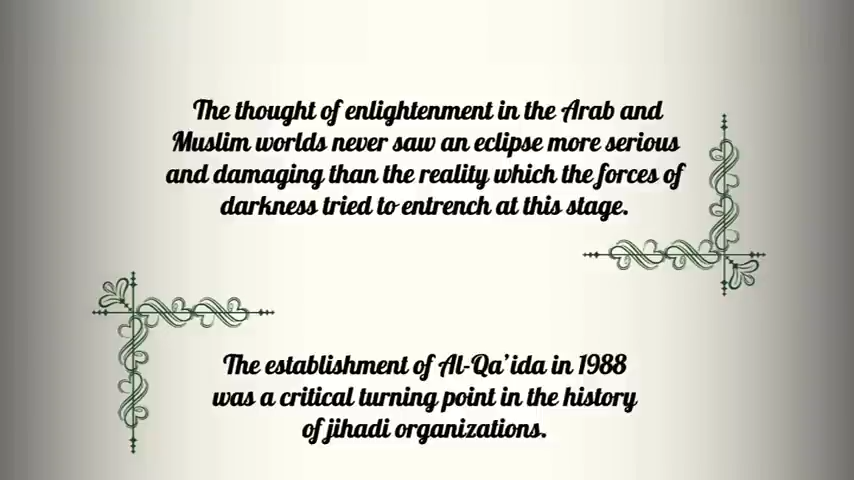 The thought of enlightenment in the Arab and
Muslim worlds never saw an eclipse more serious
and damaging than the reality which the forces of
darkness tried to entrench at this stage.
The establishment of Al-Qa'ida in 1988
was a critical turning point in the history
of jihadi organizations.